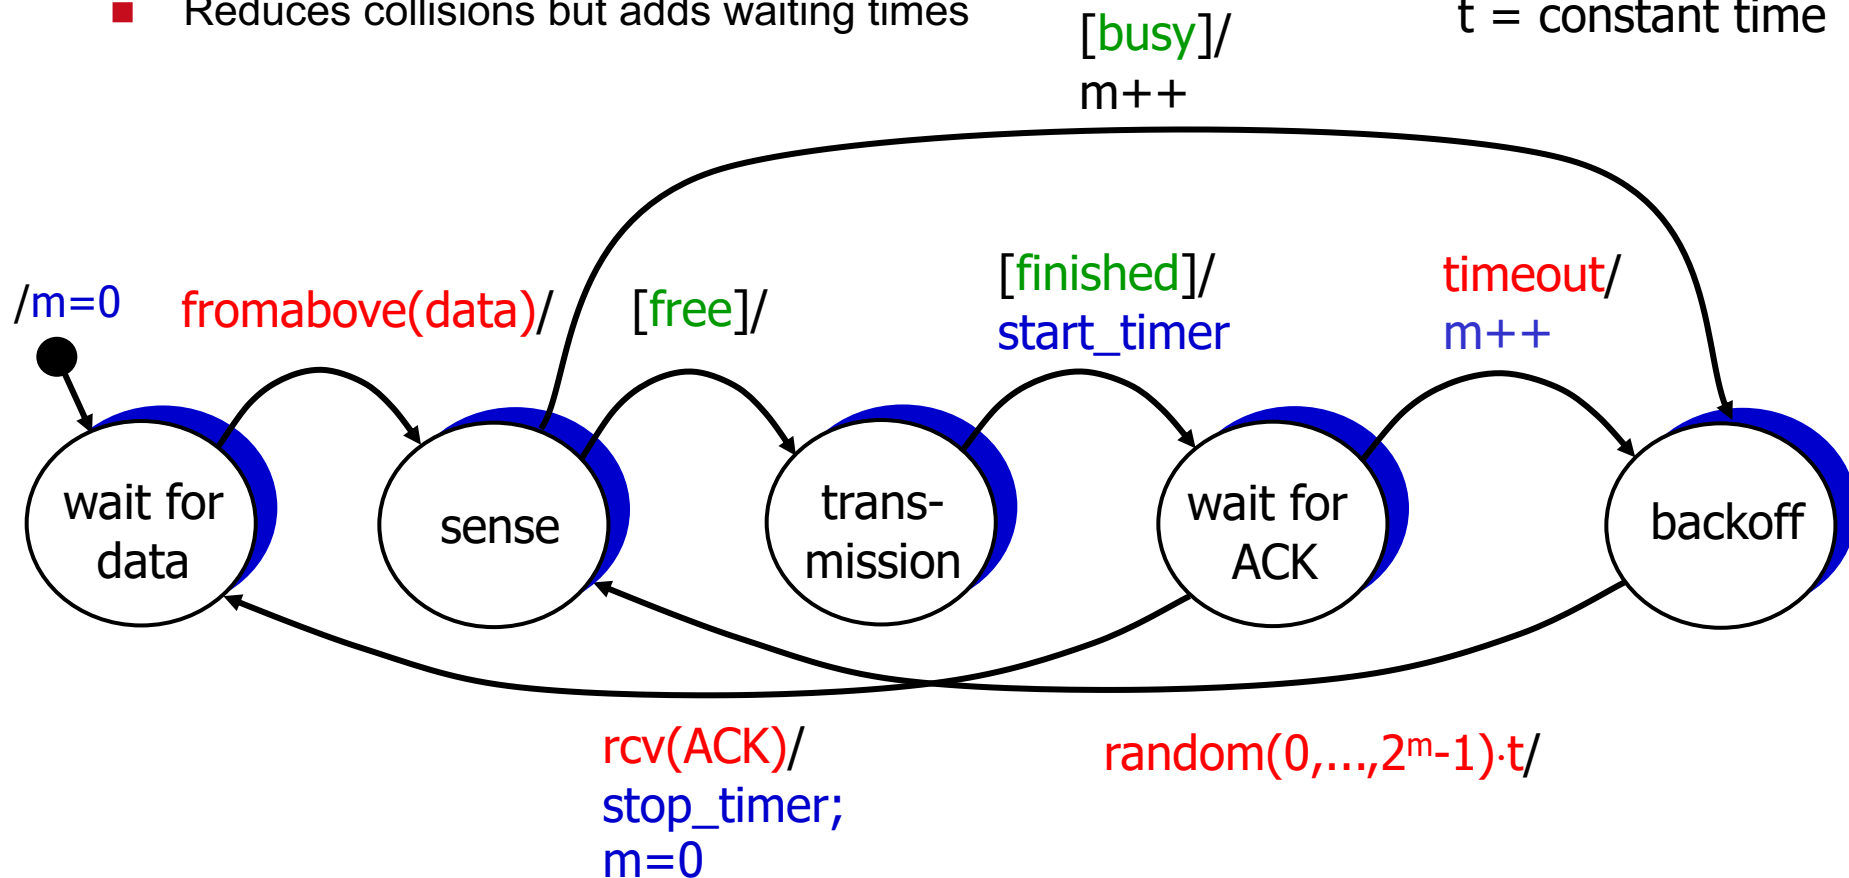 Reduces collisions but adds waiting times
t = constant time
[busy]/
m++
/m=0
fromabove(data)/
[free]/
[finished]/
start_timer
timeout/
m++
wait for
data
sense
trans-
mission
wait for
ACK
backoff
rcv(ACK)/
stop_timer;
m=0
random(0,...,2ᵐ-1)·t/